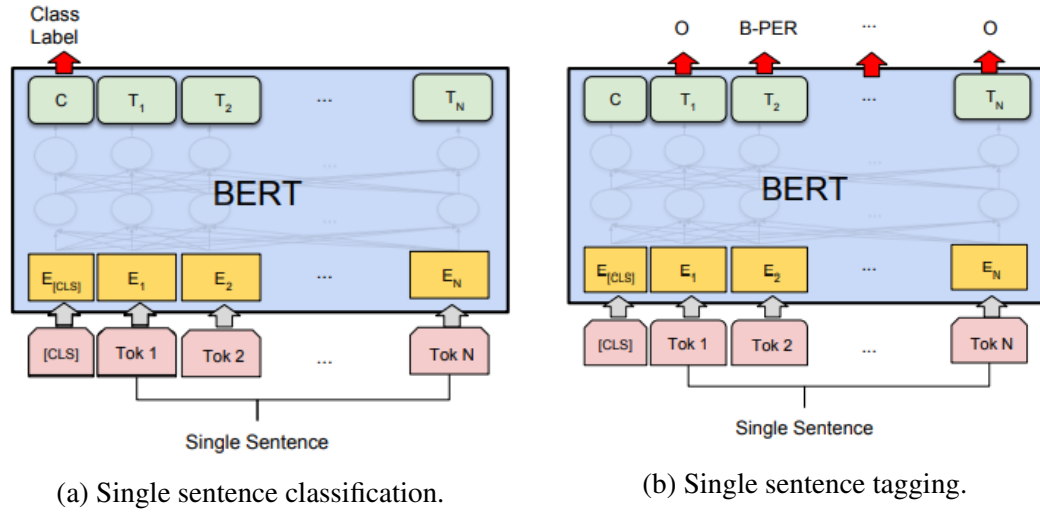 Class
Label
C T1 T2 ... TN
...
BERT
...
E[CLS] E1 E2 ... EN
[CLS] Tok 1 Tok 2 ... Tok N
Single Sentence
(a) Single sentence classification.
O B-PER ... O
C T1 T2 ... TN
...
BERT
...
E[CLS] E1 E2 ... EN
[CLS] Tok 1 Tok 2 ... Tok N
Single Sentence
(b) Single sentence tagging.